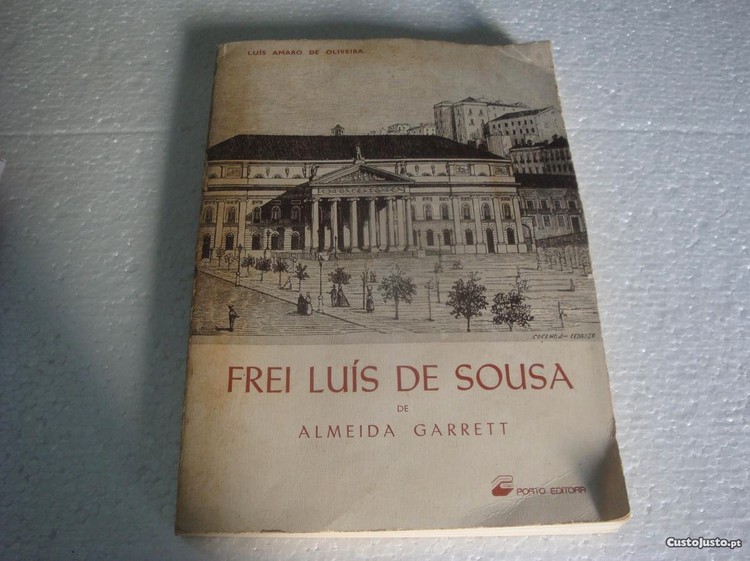 LUÍS AMARO DE OLIVEIRA
FREI LUÍS DE SOUSA
DE
ALMEIDA GARRETT
PORTO EDITORA
CustoJusto.pt